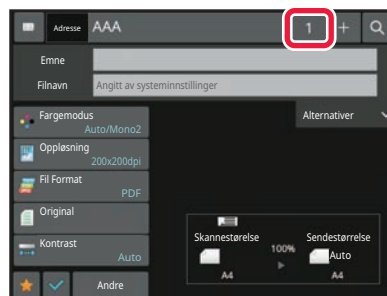 Adresse AAA 1 +
Emne
Filnavn Angitt av systeminnstillinger
Fargemodus
Auto/Mono2
Alternativer
Oppløsning
200x200dpi
Fil Format
PDF
Original
Kontrast
Auto
Skannestørelse
100%
Sendestørrelse
Auto
A4
A4
Andre